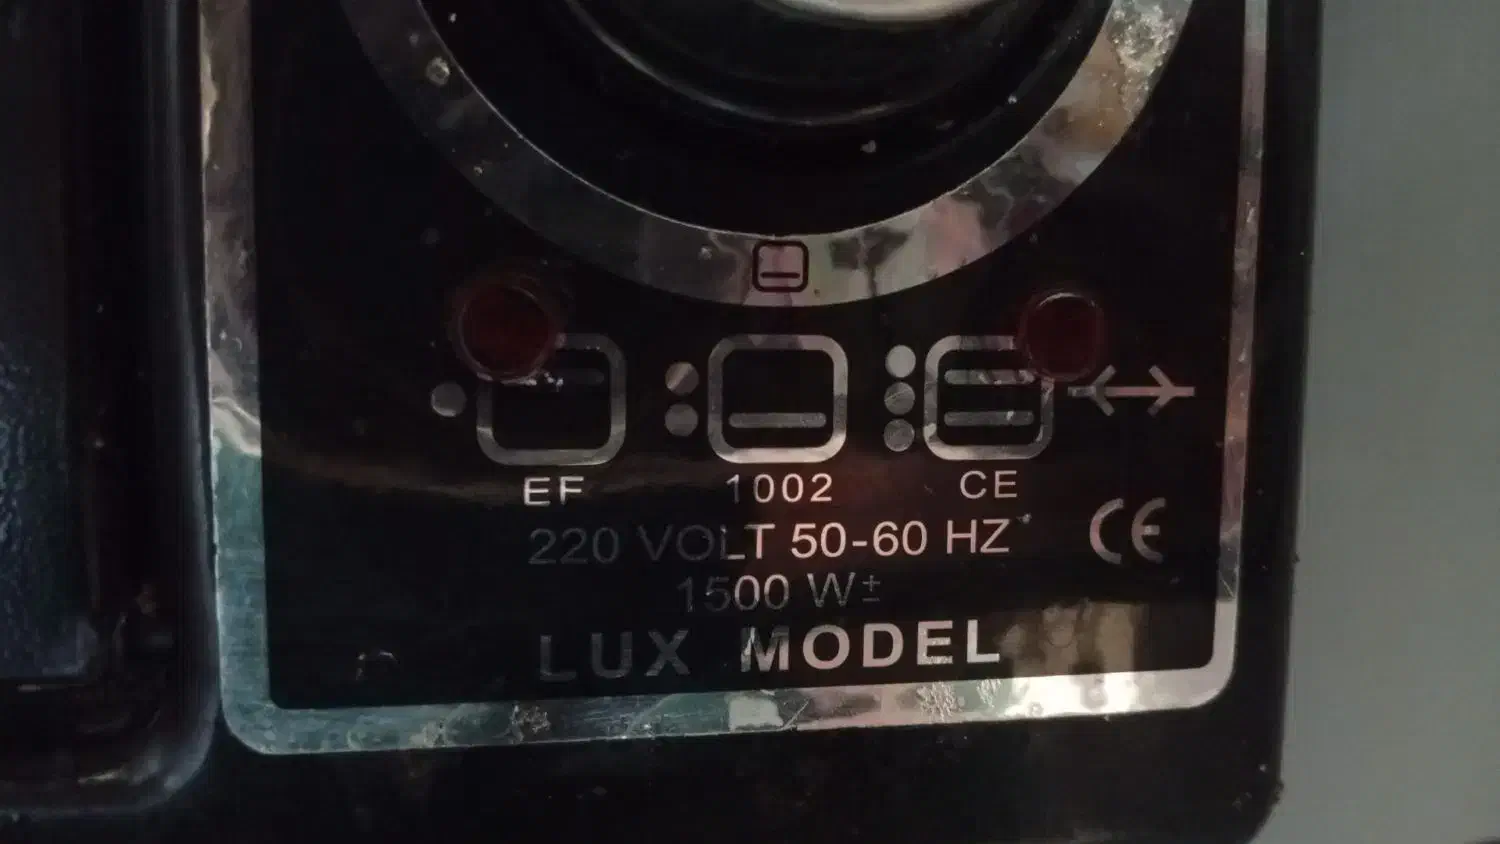 EF 1002 CE
220 VOLT 50-60 HZ CE
1500 W±
LUX MODEL